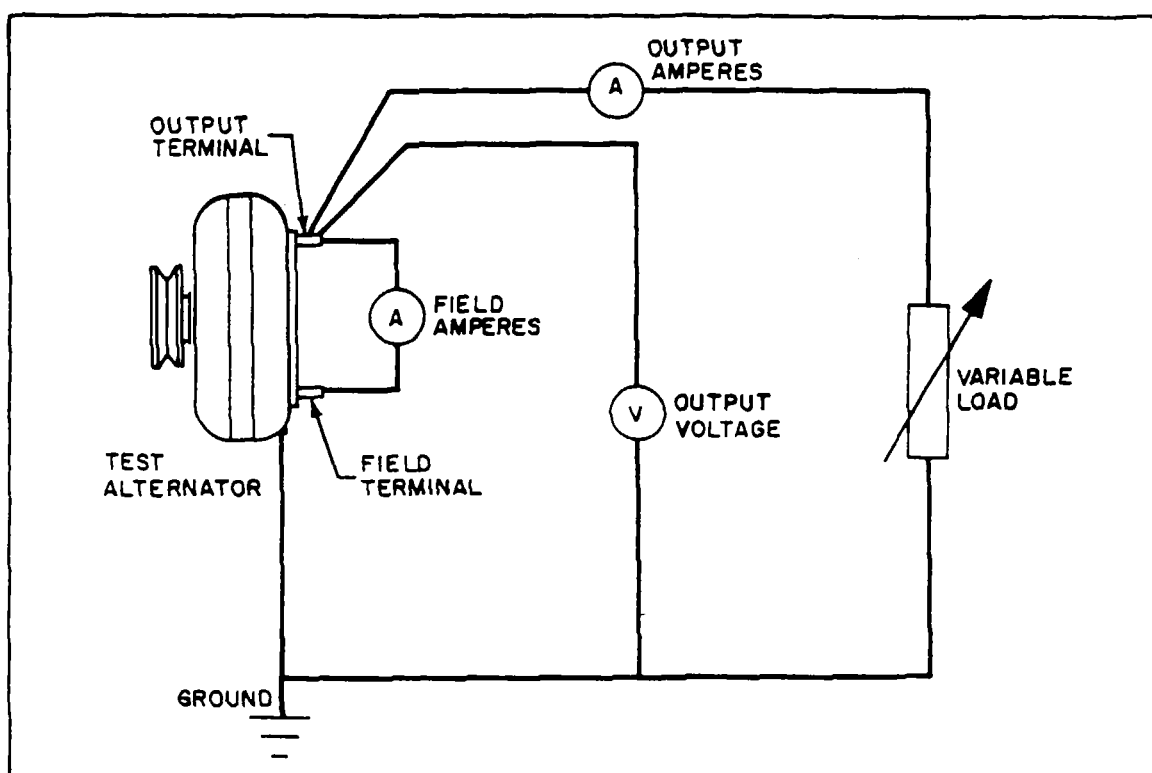 OUTPUT
AMPERES
A
OUTPUT
TERMINAL
A
FIELD
AMPERES
V
OUTPUT
VOLTAGE
VARIABLE
LOAD
TEST
ALTERNATOR
FIELD
TERMINAL
GROUND